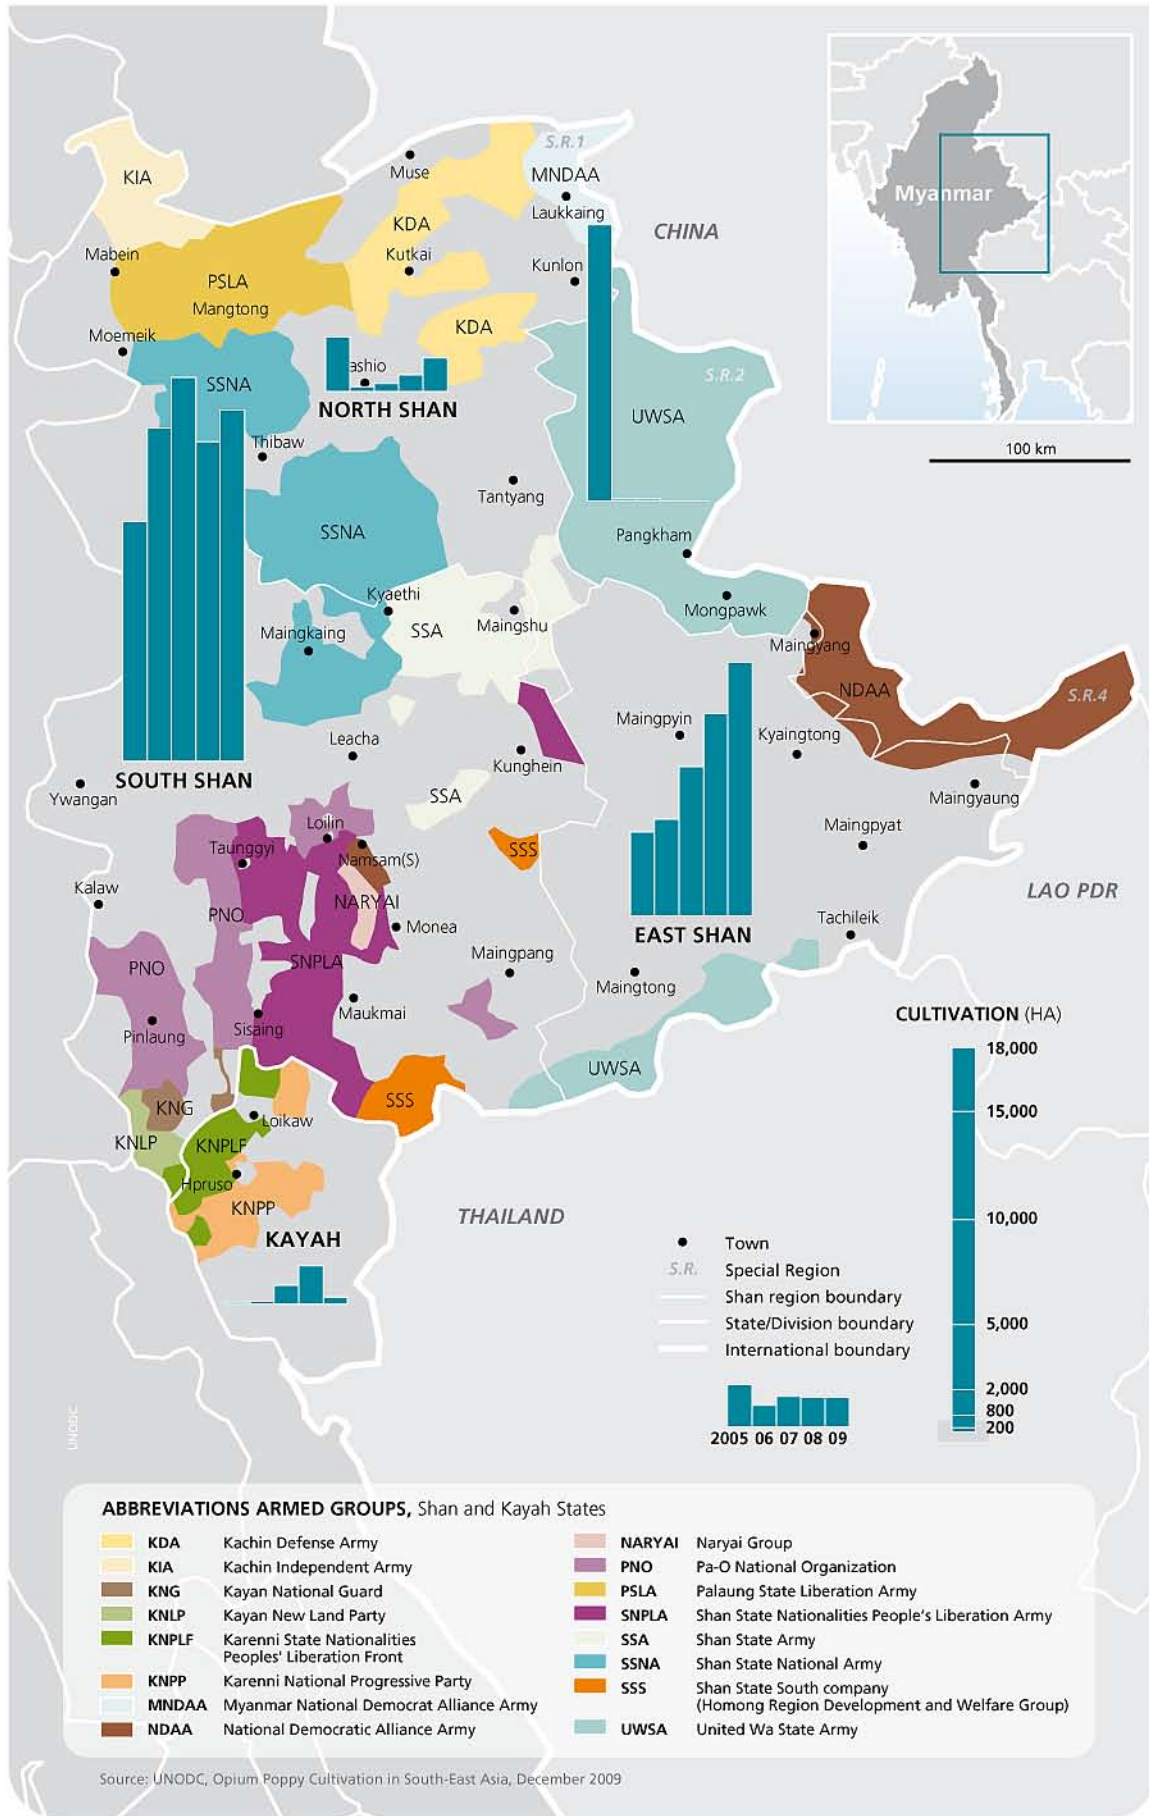 S.R.1
KIA
Muse
MNDAA
Laukkaing
KDA
CHINA
Myanmar
Mabein
Kutkai
Kunlon
PSLA
Mangtong
KDA
Moemeik
S.R.2
ashio
SSNA
NORTH SHAN
UWSA
Thibaw
100 km
Tantyang
SSNA
Pangkham
Kyaethi
Mongpawk
Maingkaing
SSA
Maingshu
Maingyang
NDAA
S.R.4
Maingpyin
Leacha
Kyaingtong
Kunghein
SOUTH SHAN
Ywangan
SSA
Maingyaung
Loilin
Maingpyat
Taunggyi
Namsam(S)
SSS
Kalaw
NARYAI
LAO PDR
PNO
Monea
Tachileik
EAST SHAN
PNO
SNPLA
Maingpang
Maingtong
Maukmai
CULTIVATION (HA)
Pinlaung
Sisaing
18,000
UWSA
SSS
KNG
15,000
Loikaw
KNLP
KNPLF
Hpruso
KNPP
THAILAND
10,000
KAYAH
Town
S.R.
Special Region
Shan region boundary
State/Division boundary
5,000
International boundary
2,000
800
200
2005 06 07 08 09
UNODC
ABBREVIATIONS ARMED GROUPS, Shan and Kayah States
KDA Kachin Defense Army
KIA Kachin Independent Army
KNG Kayan National Guard
KNLP Kayan New Land Party
KNPLF Karenni State Nationalities
Peoples' Liberation Front
KNPP Karenni National Progressive Party
MNDAA Myanmar National Democrat Alliance Army
NDAA National Democratic Alliance Army
NARYAI Naryai Group
PNO Pa-O National Organization
PSLA Palaung State Liberation Army
SNPLA Shan State Nationalities People's Liberation Army
SSA Shan State Army
SSNA Shan State National Army
SSS Shan State South company
(Homong Region Development and Welfare Group)
UWSA United Wa State Army
Source: UNODC, Opium Poppy Cultivation in South-East Asia, December 2009